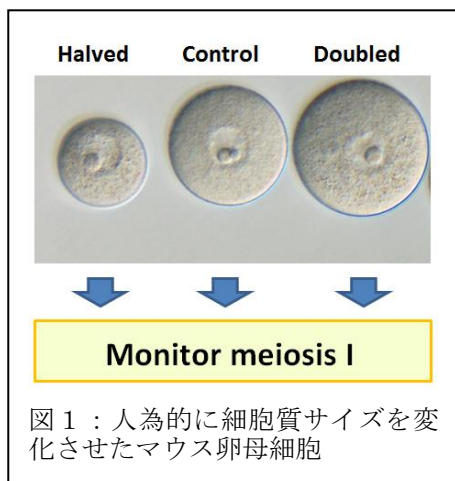 Halved Control Doubled
Monitor meiosis I
図１：人為的に細胞質サイズを変
化させたマウス卵母細胞